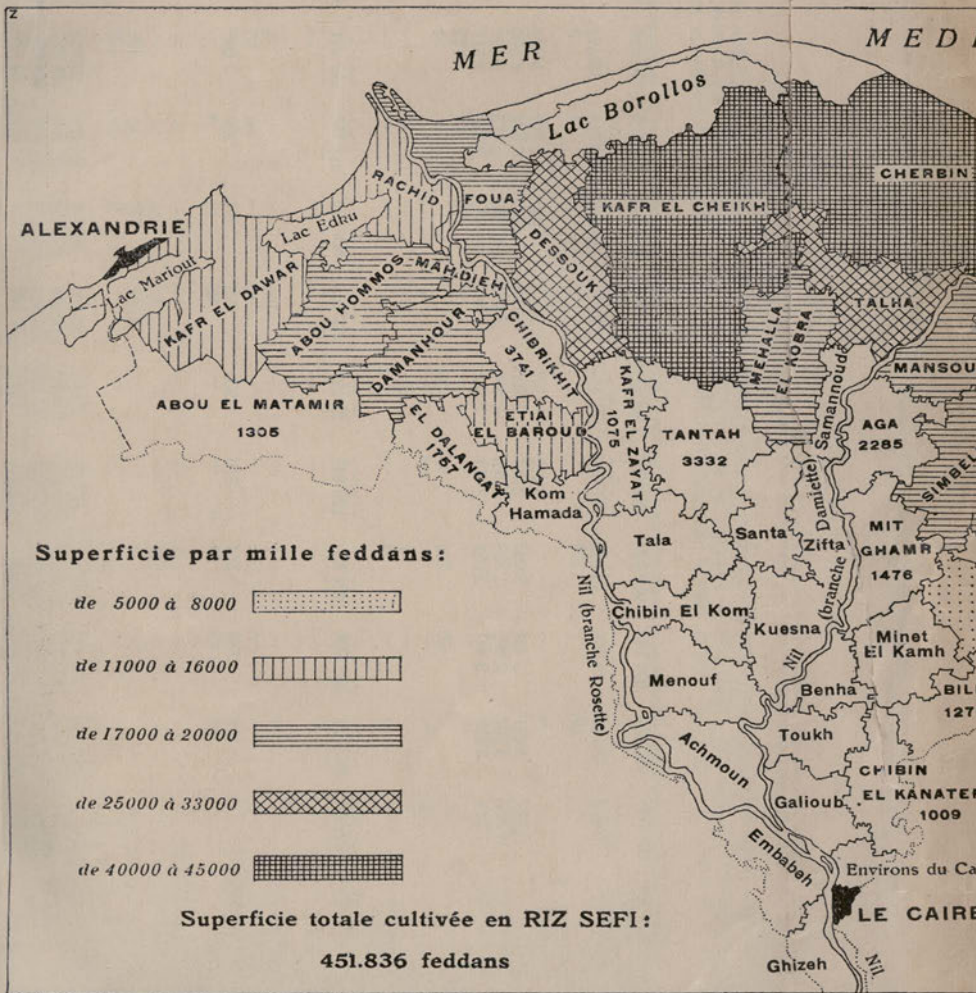 Z
MER MEDI
Lac Borollos
CHERBIN
KAFR EL CHEIKH
RACHID
FOUA
ALEXANDRIE
Lac Edku
DESSOUK
Lac Mariout
MAHDIEH
KAFR EL DAWAR
ABOU HOMMOS
TALHA
DAMANHOUR
CHIBRIKHIT
3741
MEHALLA
EL KOBRA
MANSOU
Samannoud
KAFR EL ZAYAT
1075
ABOU EL MATAMIR
1305
EL DALANGAT
1757
ETIAI
EL BAROUD
TANTAH
3332
AGA
2285
SIMBEL
Kom
Hamada
Tala
Santa
Zifta
MIT
GHAMR
1476
Nil (branche Damiette)
Superficie par mille feddans:
de 5000 à 8000
de 11000 à 16000
de 17000 à 20000
de 25000 à 33000
de 40000 à 45000
Nil (branche Rosette)
Chibin El Kom
Kuesna
Minet
El Kamh
Menouf
Benha
BIL
127
Toukh
Achmoun
CHIBIN
EL KANATER
1009
Galioub
Embabeh
Environs du Ca
LE CAIRE
Ghizeh
Nil
Superficie totale cultivée en RIZ SEFI:
451.836 feddans